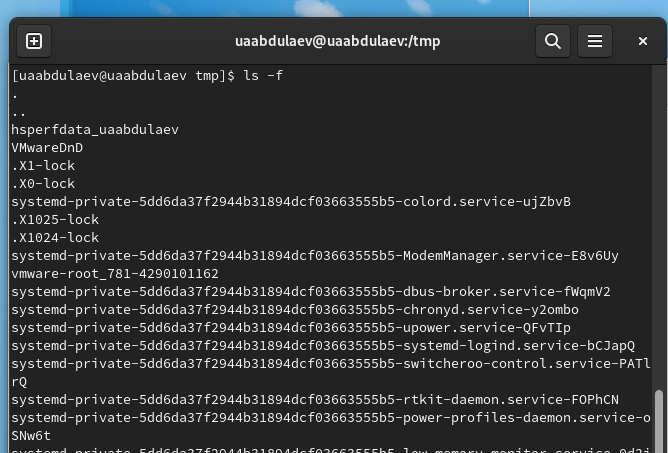 uaabdulaev@uaabdulaev:/tmp
[uaabdulaev@uaabdulaev tmp]$ ls -f
.
..
hsperfdata_uaabdulaev
VMwareDnD
.X1-lock
.X0-lock
systemd-private-5dd6da37f2944b31894dcf03663555b5-colord.service-ujZbvB
.X1025-lock
.X1024-lock
systemd-private-5dd6da37f2944b31894dcf03663555b5-ModemManager.service-E8v6Uy
vmware-root_781-4290101162
systemd-private-5dd6da37f2944b31894dcf03663555b5-dbus-broker.service-fWqmV2
systemd-private-5dd6da37f2944b31894dcf03663555b5-chronyd.service-y2ombo
systemd-private-5dd6da37f2944b31894dcf03663555b5-upower.service-QFvTIp
systemd-private-5dd6da37f2944b31894dcf03663555b5-systemd-logind.service-bCJapQ
systemd-private-5dd6da37f2944b31894dcf03663555b5-switcheroo-control.service-PATl
rQ
systemd-private-5dd6da37f2944b31894dcf03663555b5-rtkit-daemon.service-FOPhCN
systemd-private-5dd6da37f2944b31894dcf03663555b5-power-profiles-daemon.service-o
SNw6t